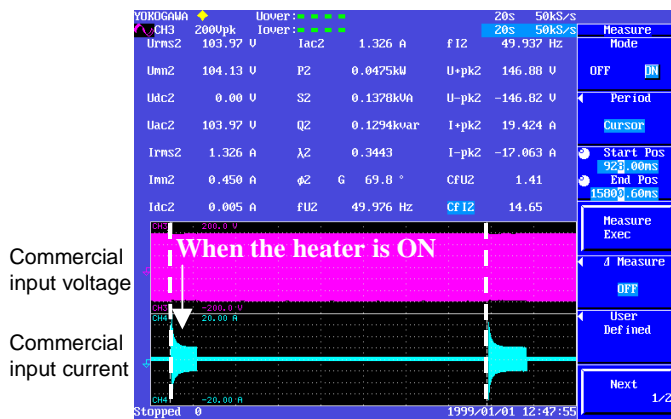 YOKOGAWA Uover: 20s 50kS/s
CH3 200Vpk Iover: 20s 50kS/s
Measure
Mode
OFF ON
Period
Cursor
Start Pos
920.00ms
End Pos
15800.60ms
Measure
Exec
Δ Measure
OFF
User
Defined
Next
1/2
Urms2 103.97 V Iac2 1.326 A fI2 49.937 Hz
Umn2 104.13 V P2 0.0475kW U+pk2 146.88 V
Udc2 0.00 V S2 0.1378kVA U-pk2 -146.82 V
Uac2 103.97 V Q2 0.1294kvar I+pk2 19.424 A
Irms2 1.326 A λ2 0.3443 I-pk2 -17.063 A
Imn2 0.450 A φ2 G 69.8 ° CfU2 1.41
Idc2 0.005 A fU2 49.976 Hz CfI2 14.65
CH3 200.0 V
When the heater is ON
CH3 -200.0 V
CH4 20.00 A
CH4 -20.00 A
Commercial
input voltage
Commercial
input current
Stopped 0 1999/01/01 12:47:55